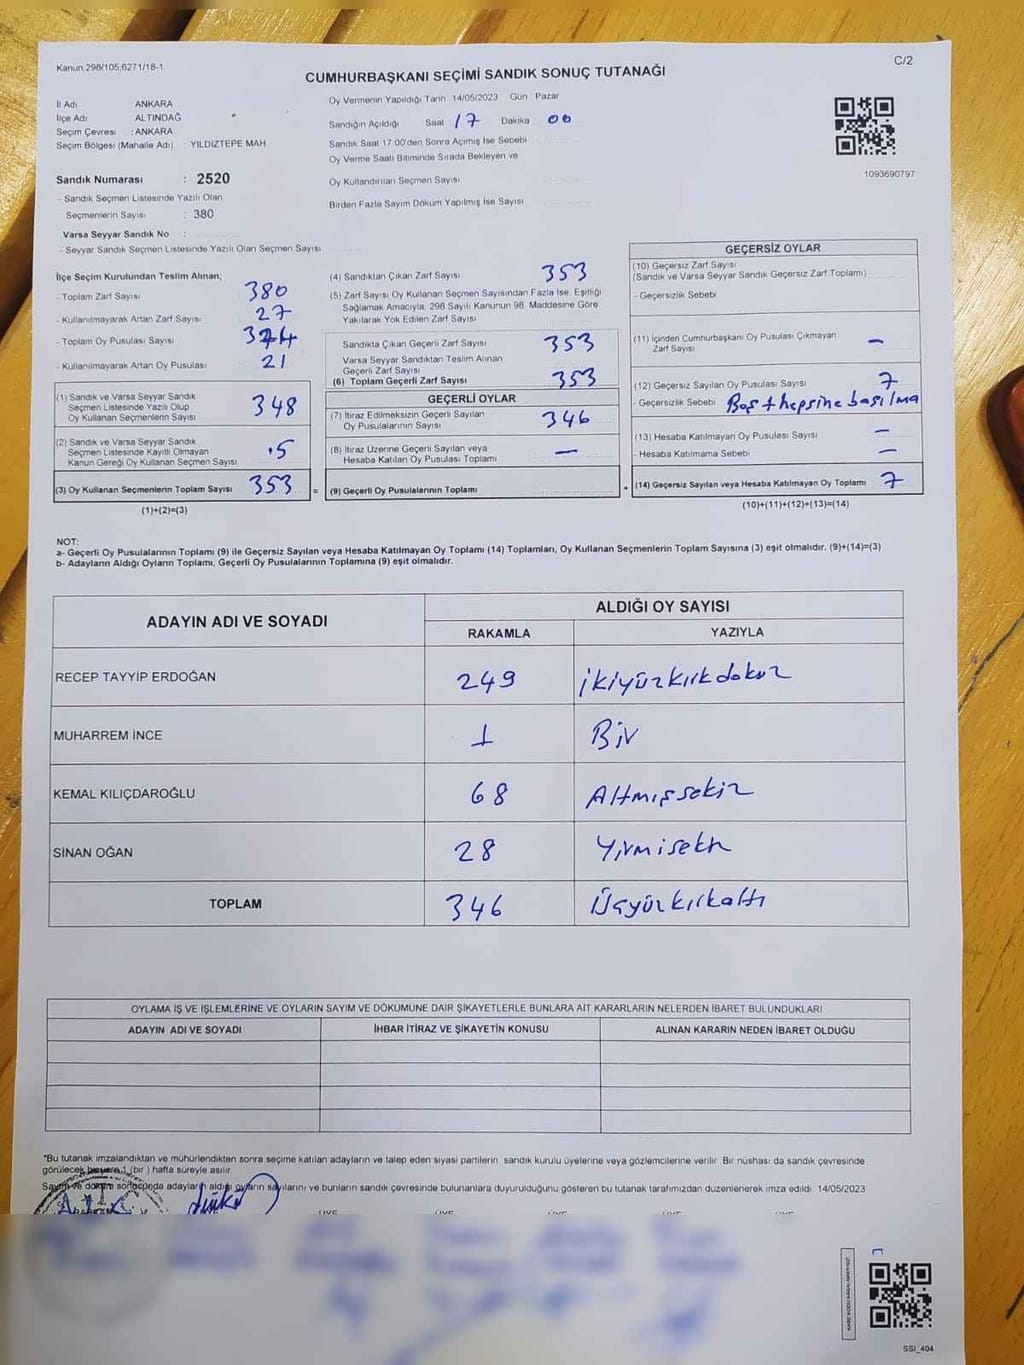 Kanun:298/105,6271/18-1
C/2
CUMHURBAŞKANI SEÇİMİ SANDIK SONUÇ TUTANAĞI
İl Adı : ANKARA
İlçe Adı : ALTINDAĞ
Seçim Çevresi : ANKARA
Seçim Bölgesi (Mahalle Adı) : YILDIZTEPE MAH
Sandık Numarası : 2520
- Sandık Seçmen Listesinde Yazılı Olan
Seçmenlerin Sayısı : 380
Varsa Seyyar Sandık No :
- Seyyar Sandık Seçmen Listesinde Yazılı Olan Seçmen Sayısı
Oy Vermenin Yapıldığı Tarih 14/05/2023 Gün Pazar
Sandığın Açıldığı Saat 17 Dakika 00
Sandık Saat 17.00'den Sonra Açımış İse Sebebi
Oy Verme Saati Bitiminde Sırada Bekleyen ve
Oy Kullandırılan Seçmen Sayısı
Birden Fazla Sayım Döküm Yapılmış İse Sayısı
1093690797
İlçe Seçim Kurulundan Teslim Alınan;
- Toplam Zarf Sayısı 380
- Kullanılmayarak Artan Zarf Sayısı 27
- Toplam Oy Pusulası Sayısı 374
- Kullanılmayarak Artan Oy Pusulası 21
(1) Sandık ve Varsa Seyyar Sandık
Seçmen Listesinde Yazılı Olup
Oy Kullanan Seçmenlerin Sayısı 348
(2) Sandık ve Varsa Seyyar Sandık
Seçmen Listesinde Kayıtlı Olmayan
Kanun Gereği Oy Kullanan Seçmen Sayısı 5
(3) Oy Kullanan Seçmenlerin Toplam Sayısı 353 =
(1)+(2)=(3)
(4) Sandıktan Çıkan Zarf Sayısı 353
(5) Zarf Sayısı Oy Kullanan Seçmen Sayısından Fazla İse, Eşitliği
Sağlamak Amacıyla, 298 Sayılı Kanunun 98. Maddesine Göre
Yakılarak Yok Edilen Zarf Sayısı
Sandıkta Çıkan Geçerli Zarf Sayısı 353
Varsa Seyyar Sandıktan Teslim Alınan
Geçerli Zarf Sayısı
(6) Toplam Geçerli Zarf Sayısı 353
GEÇERLİ OYLAR
(7) İtiraz Edilmeksizin Geçerli Sayılan
Oy Pusulalarının Sayısı 346
(8) İtiraz Üzerine Geçerli Sayılan veya
Hesaba Katılan Oy Pusulası Toplamı —
(9) Geçerli Oy Pusulalarının Toplamı +
GEÇERSİZ OYLAR
(10) Geçersiz Zarf Sayısı
(Sandık ve Varsa Seyyar Sandık Geçersiz Zarf Toplamı)
- Geçersizlik Sebebi
(11) İçinden Cumhurbaşkanı Oy Pusulası Çıkmayan
Zarf Sayısı —
(12) Geçersiz Sayılan Oy Pusulası Sayısı 7
- Geçersizlik Sebebi Boş + hepsine basılma
(13) Hesaba Katılmayan Oy Pusulası Sayısı —
- Hesaba Katılmama Sebebi —
(14) Geçersiz Sayılan veya Hesaba Katılmayan Oy Toplamı 7
(10)+(11)+(12)+(13)=(14)
NOT:
a- Geçerli Oy Pusulalarının Toplamı (9) ile Geçersiz Sayılan veya Hesaba Katılmayan Oy Toplamı (14) Toplamları, Oy Kullanan Seçmenlerin Toplam Sayısına (3) eşit olmalıdır. (9)+(14)=(3)
b- Adayların Aldığı Oyların Toplamı, Geçerli Oy Pusulalarının Toplamına (9) eşit olmalıdır.
ADAYIN ADI VE SOYADI ALDIĞI OY SAYISI
RAKAMLA YAZIYLA
RECEP TAYYİP ERDOĞAN 249 ikiyüzkırkdokuz
MUHARREM İNCE 1 Bir
KEMAL KILIÇDAROĞLU 68 Altmışsekiz
SİNAN OĞAN 28 Yirmisekiz
TOPLAM 346 Üçyüzkırkaltı
OYLAMA İŞ VE İŞLEMLERİNE VE OYLARIN SAYIM VE DÖKÜMÜNE DAİR ŞİKAYETLERLE BUNLARA AİT KARARLARIN NELERDEN İBARET BULUNDUKLARI
ADAYIN ADI VE SOYADI İHBAR İTİRAZ VE ŞİKAYETİN KONUSU ALINAN KARARIN NEDEN İBARET OLDUĞU
*Bu tutanak imzalandıktan ve mühürlendikten sonra seçime katılan adayların ve talep eden siyasi partilerin sandık kurulu üyelerine veya gözlemcilerine verilir. Bir nüshası da sandık çevresinde
görülecek bir yere 1 (bir) hafta süreyle asılır.
Sayım ve döküm sonucunda adayların aldığı oyların sayılarını ve bunların sandık çevresinde bulunanlara duyurulduğunu gösteren bu tutanak tarafımızdan düzenlenerek imza edildi. 14/05/2023
SSI_404